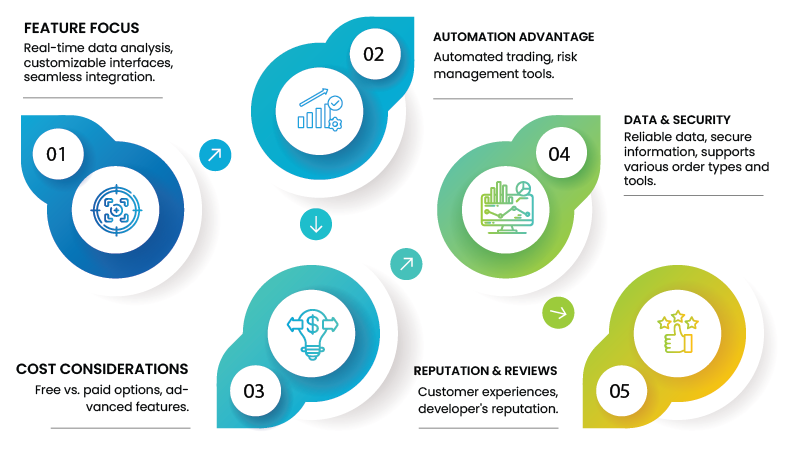 FEATURE FOCUS
Real-time data analysis,
customizable interfaces,
seamless integration.
01
02
AUTOMATION ADVANTAGE
Automated trading, risk
management tools.
COST CONSIDERATIONS
Free vs. paid options, ad-
vanced features.
03
$
04
DATA & SECURITY
Reliable data, secure
information, supports
various order types and
tools.
REPUTATION & REVIEWS
Customer experiences,
developer's reputation.
05